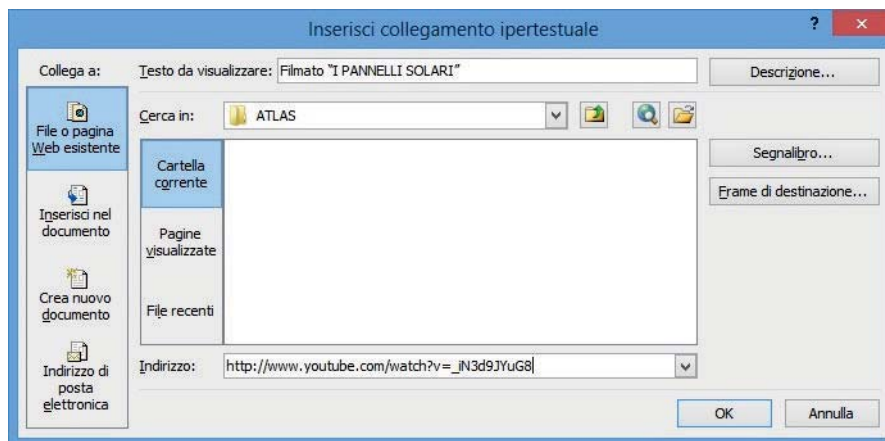 Inserisci collegamento ipertestuale
?
×
Collega a:
Testo da visualizzare: Filmato "I PANNELLI SOLARI"
Descrizione...
File o pagina
Web esistente
Cerca in: ATLAS
Cartella
corrente
Segnalibro...
Frame di destinazione...
Inserisci nel
documento
Pagine
visualizzate
Crea nuovo
documento
File recenti
Indirizzo: http://www.youtube.com/watch?v=_iN3d9JYuG8
Indirizzo di
posta
elettronica
OK
Annulla